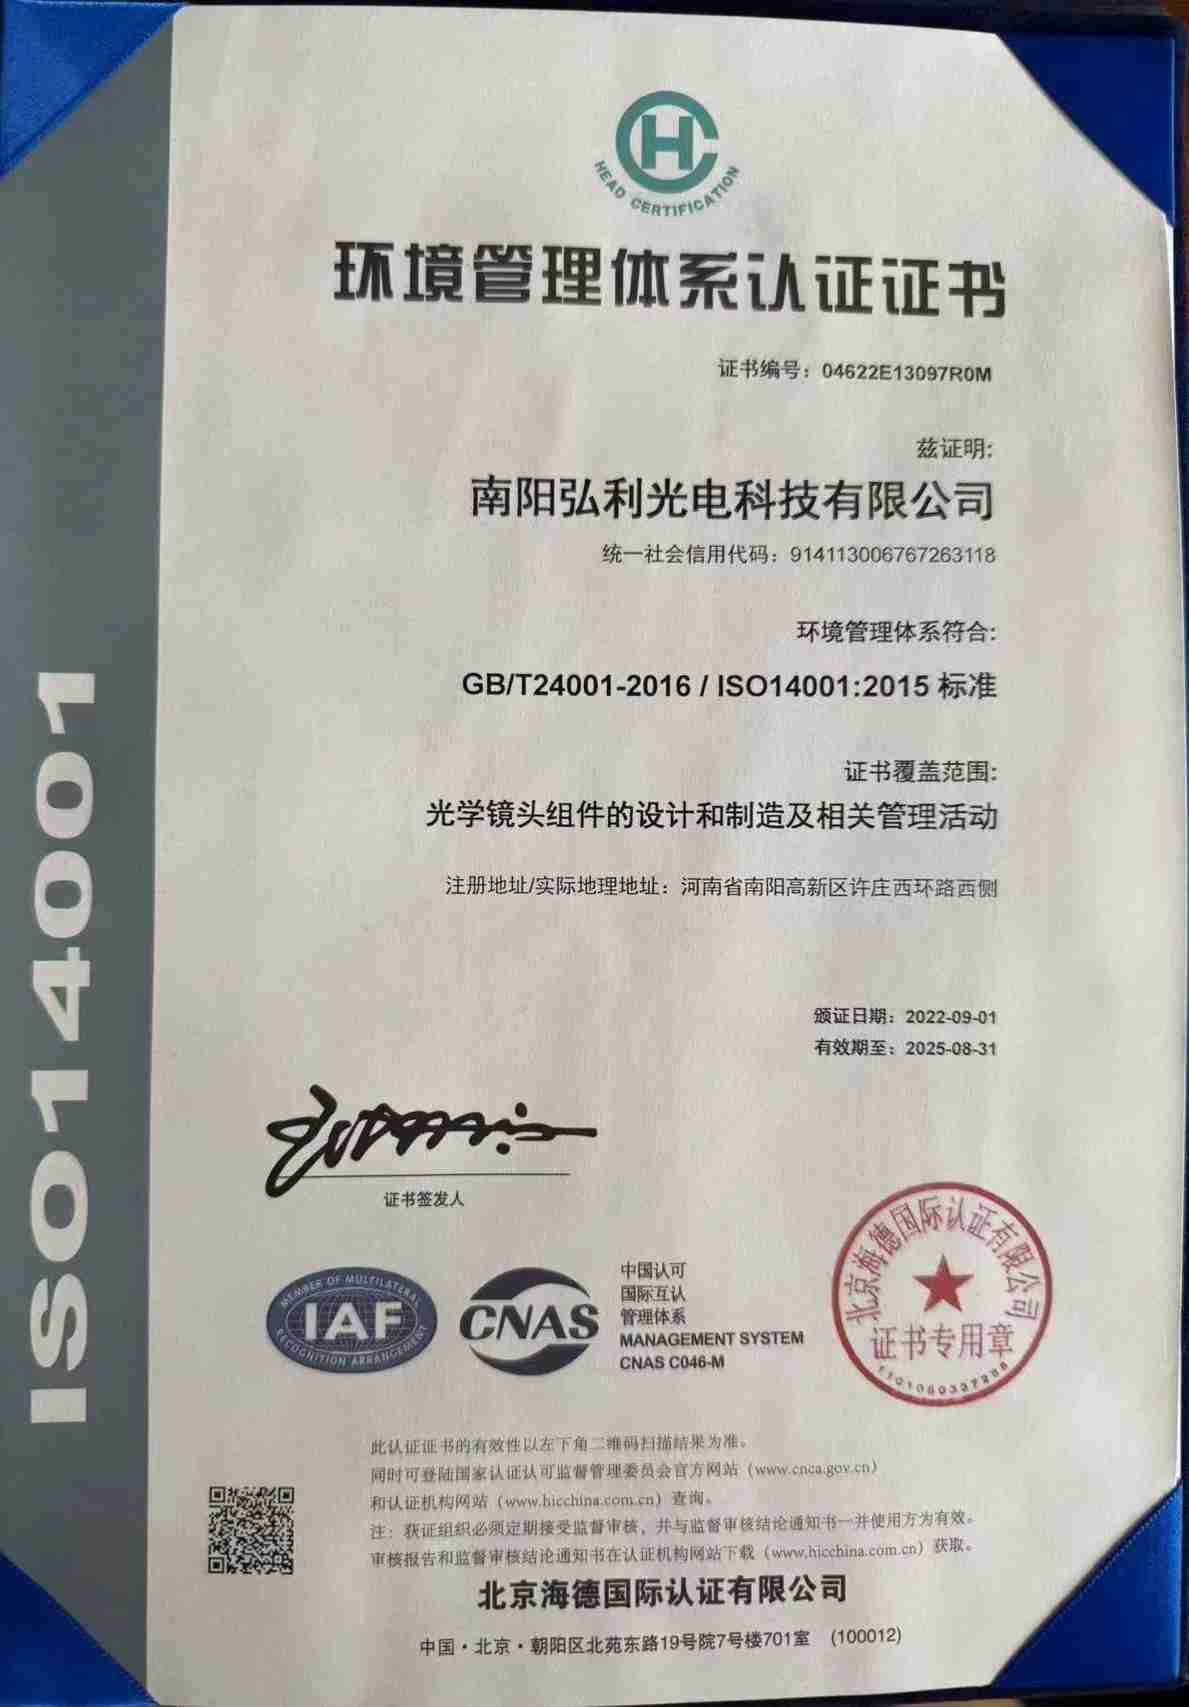 HEAD CERTIFICATION
环境管理体系认证证书
证书编号：04622E13097R0M
兹证明:
南阳弘利光电科技有限公司
统一社会信用代码：914113006767263118
环境管理体系符合:
GB/T24001-2016 / ISO14001:2015 标准
证书覆盖范围:
光学镜头组件的设计和制造及相关管理活动
注册地址/实际地理地址：河南省南阳高新区许庄西环路西侧
颁证日期：2022-09-01
有效期至：2025-08-31
证书签发人
ISO14001
MEMBER OF MULTILATERAL
IAF
RECOGNITION ARRANGEMENT
CNAS
中国认可
国际互认
管理体系
MANAGEMENT SYSTEM
CNAS C046-M
北京海德国际认证有限公司
证书专用章
此认证证书的有效性以左下角二维码扫描结果为准。
同时可登陆国家认证认可监督管理委员会官方网站（www.cnca.gov.cn）
和认证机构网站（www.hicchina.com.cn）查询。
注：获证组织必须定期接受监督审核，并与监督审核结论通知书一并使用方为有效。
审核报告和监督审核结论通知书在认证机构网站下载（www.hicchina.com.cn）获取。
北京海德国际认证有限公司
中国·北京·朝阳区北苑东路19号院7号楼701室 (100012)